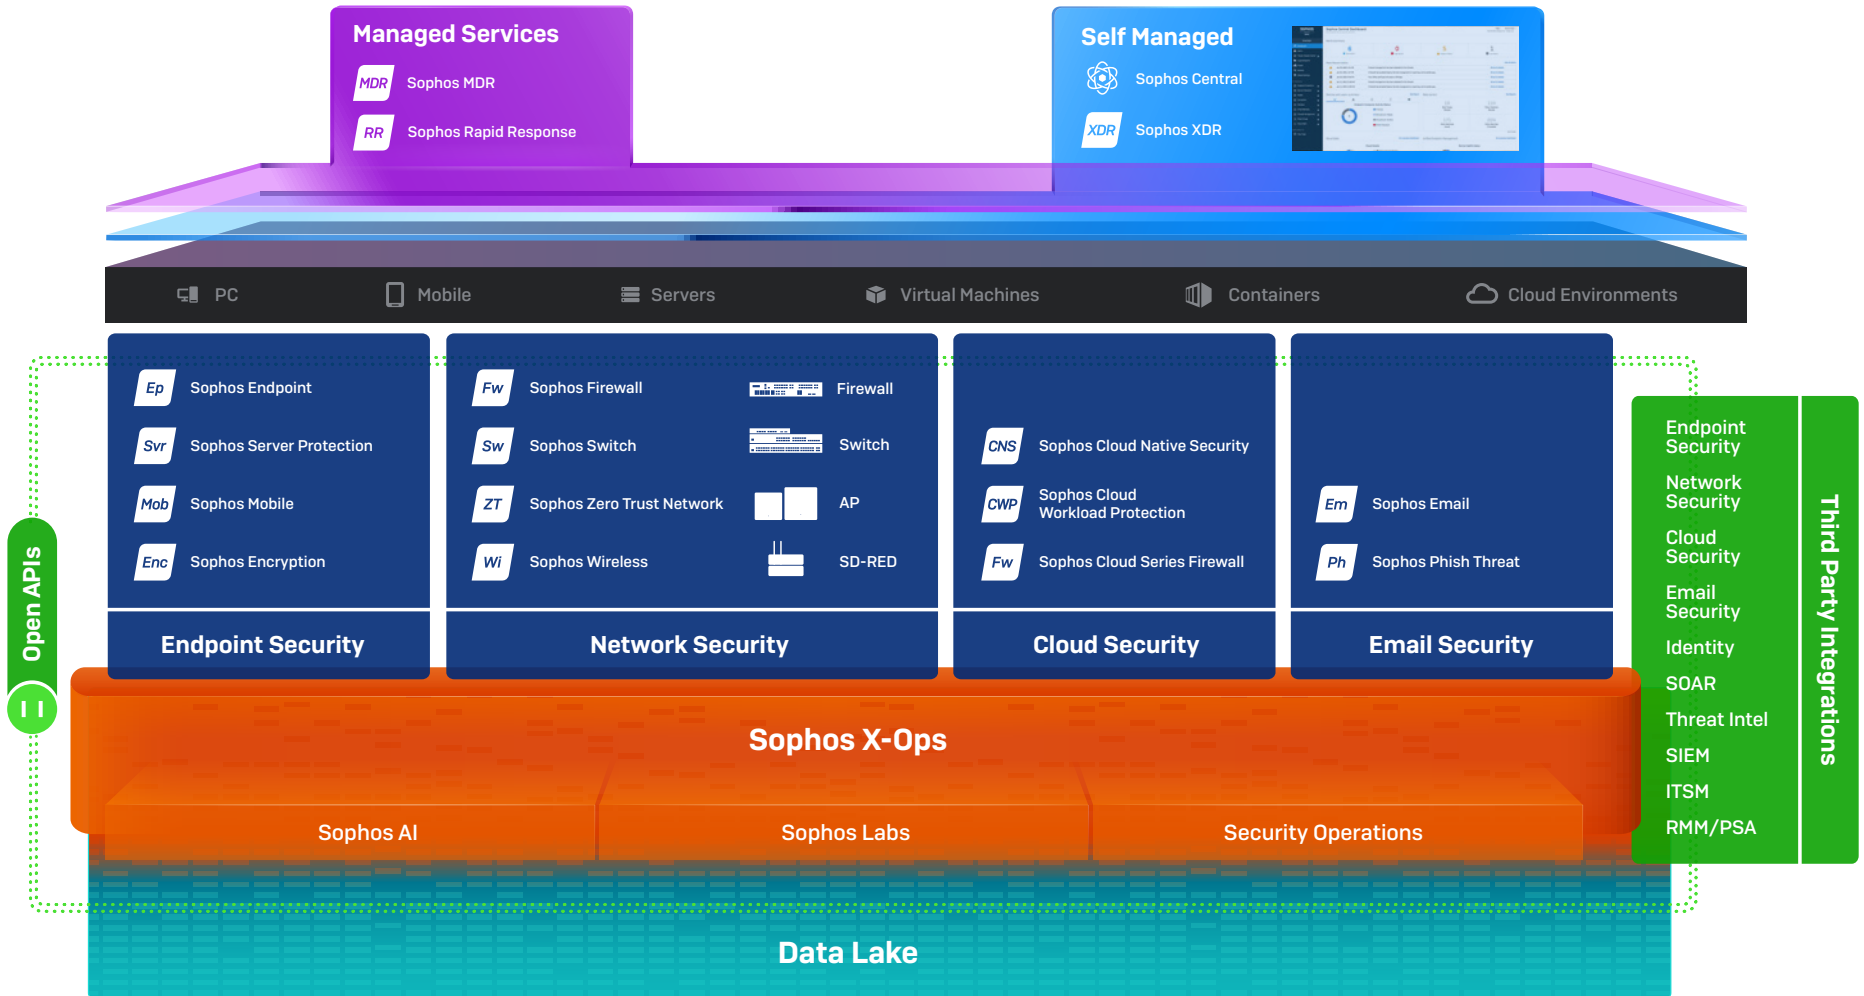 Managed Services
MDR Sophos MDR
RR Sophos Rapid Response
Self Managed
Sophos Central
XDR Sophos XDR
PC
Mobile
Servers
Virtual Machines
Containers
Cloud Environments
Ep Sophos Endpoint
Svr Sophos Server Protection
Mob Sophos Mobile
Enc Sophos Encryption
Endpoint Security
Fw Sophos Firewall
Sw Sophos Switch
ZT Sophos Zero Trust Network
Wi Sophos Wireless
Firewall
Switch
AP
SD-RED
Network Security
CNS Sophos Cloud Native Security
CWP Sophos Cloud
Workload Protection
Fw Sophos Cloud Series Firewall
Cloud Security
Em Sophos Email
Ph Sophos Phish Threat
Email Security
Open APIs
Endpoint
Security
Network
Security
Cloud
Security
Email
Security
Identity
SOAR
Threat Intel
SIEM
ITSM
RMM/PSA
Third Party Integrations
Sophos X-Ops
Sophos AI
Sophos Labs
Security Operations
Data Lake